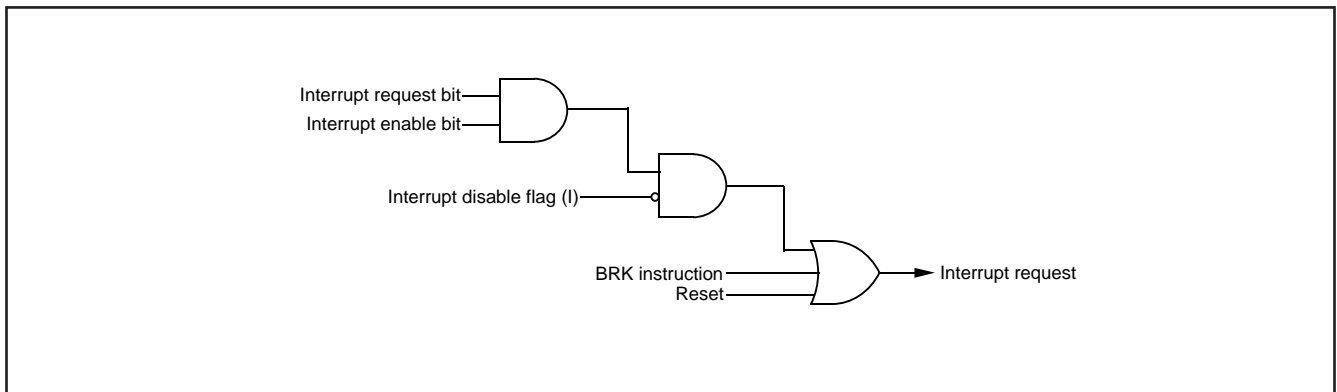 Interrupt request bit
Interrupt enable bit
Interrupt disable flag (I)
BRK instruction
Reset
Interrupt request